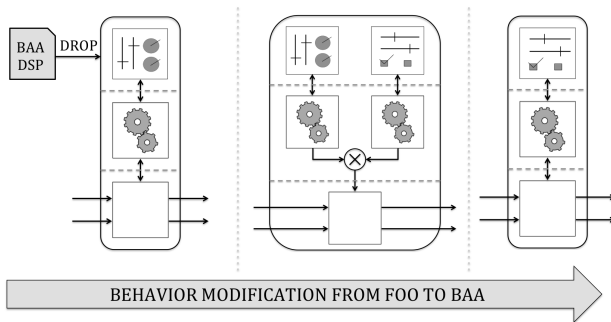 BAA
DSP
DROP
BEHAVIOR MODIFICATION FROM FOO TO BAA